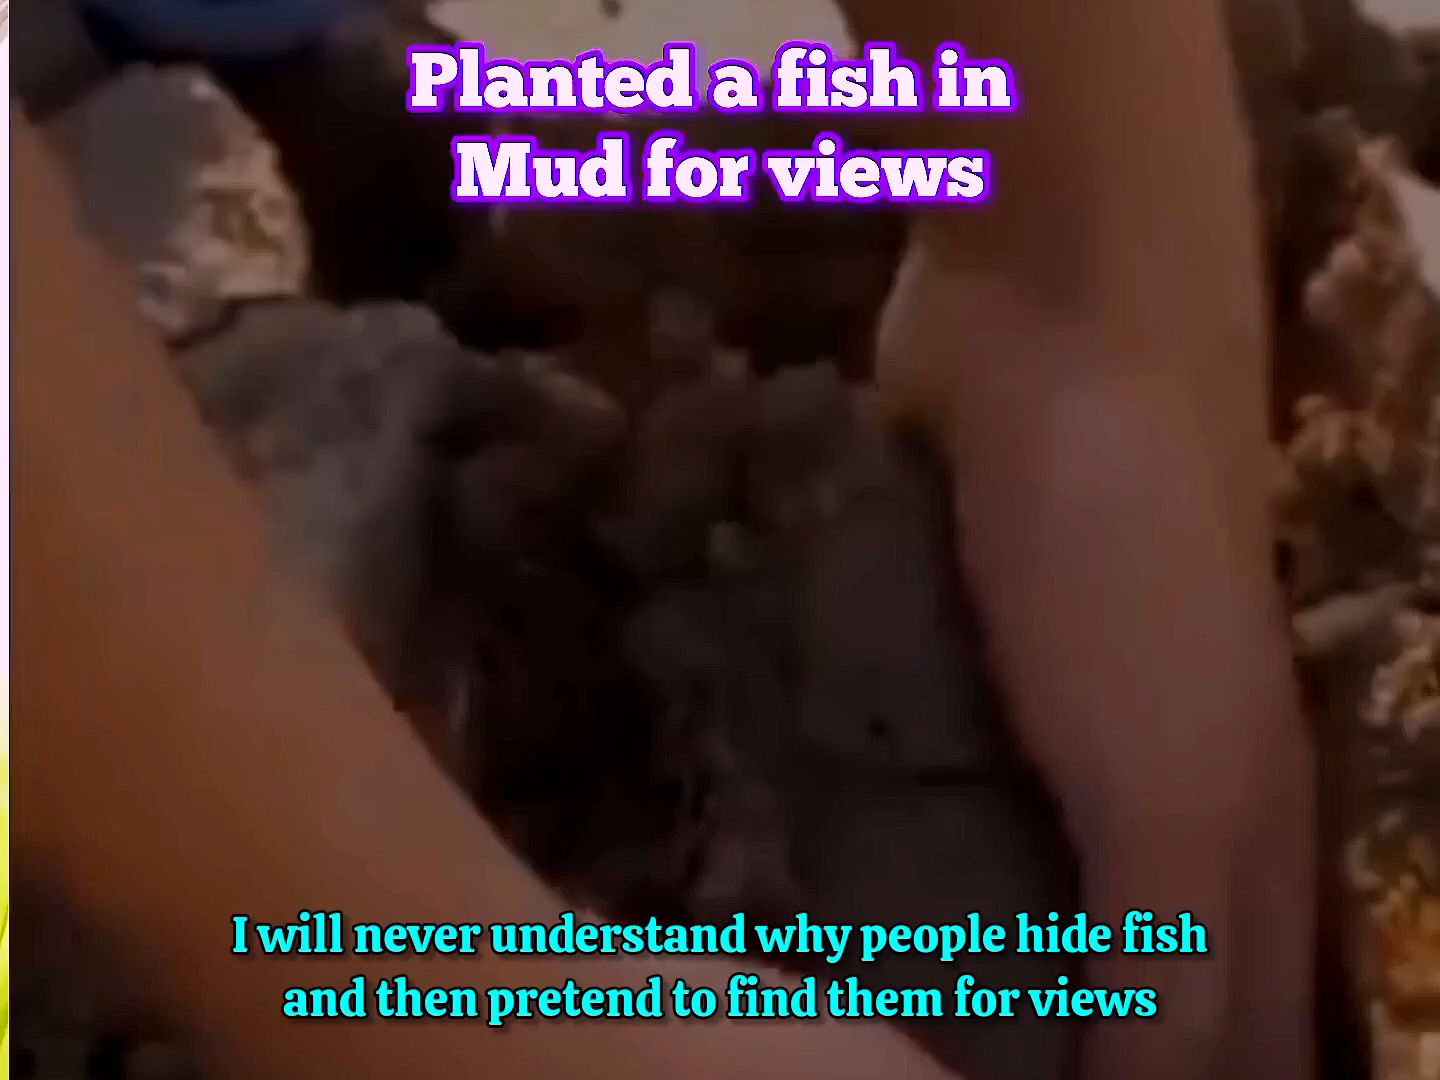 Planted a fish in
Mud for views
I will never understand why people hide fish
and then pretend to find them for views